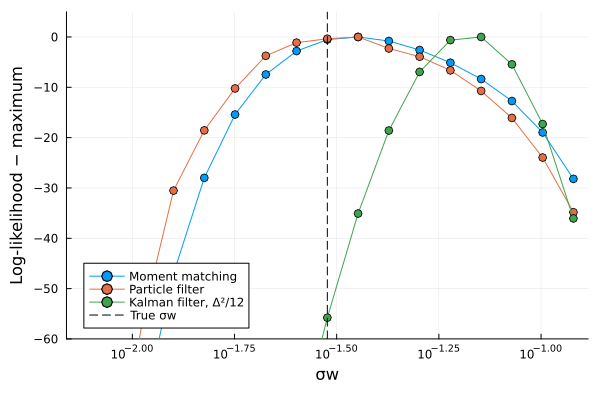 0
−10
−20
−30
−40
−50
−60
Log-likelihood − maximum
Moment matching
Particle filter
Kalman filter, Δ²/12
True σw
10⁻²·⁰⁰
10⁻¹·⁷⁵
10⁻¹·⁵⁰
10⁻¹·²⁵
10⁻¹·⁰⁰
σw